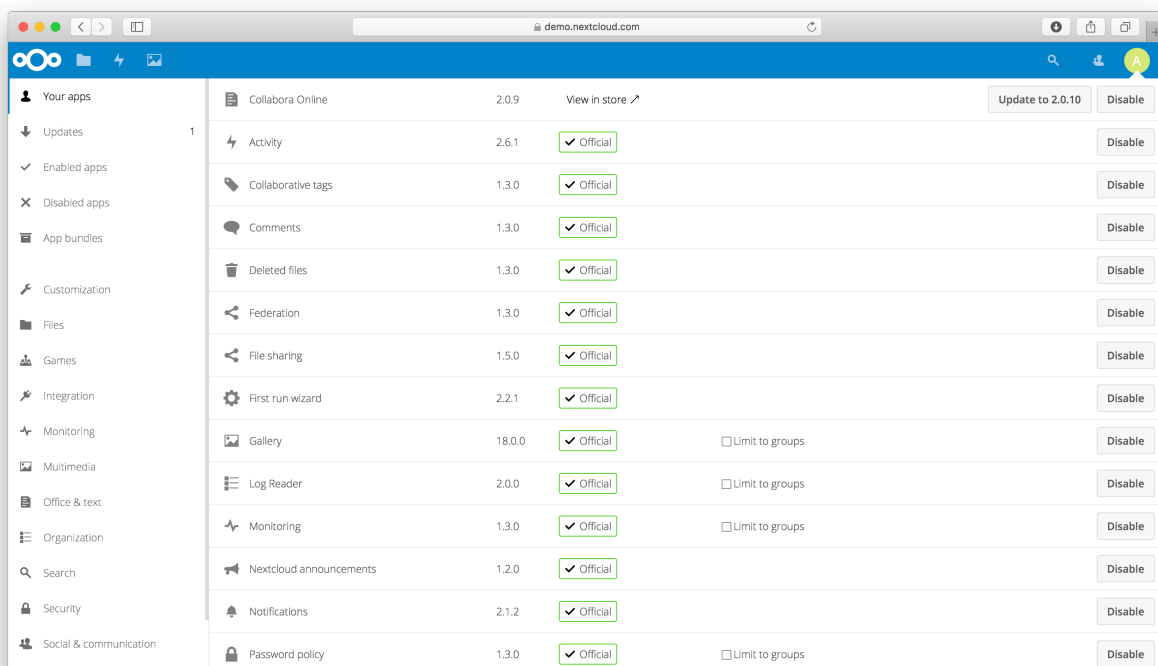 demo.nextcloud.com
A
Your apps
Updates 1
Enabled apps
Disabled apps
App bundles
Customization
Files
Games
Integration
Monitoring
Multimedia
Office & text
Organization
Search
Security
Social & communication
Collabora Online 2.0.9 View in store ↗ Update to 2.0.10 Disable
Activity 2.6.1 Official Disable
Collaborative tags 1.3.0 Official Disable
Comments 1.3.0 Official Disable
Deleted files 1.3.0 Official Disable
Federation 1.3.0 Official Disable
File sharing 1.5.0 Official Disable
First run wizard 2.2.1 Official Disable
Gallery 18.0.0 Official Limit to groups Disable
Log Reader 2.0.0 Official Limit to groups Disable
Monitoring 1.3.0 Official Limit to groups Disable
Nextcloud announcements 1.2.0 Official Disable
Notifications 2.1.2 Official Disable
Password policy 1.3.0 Official Limit to groups Disable